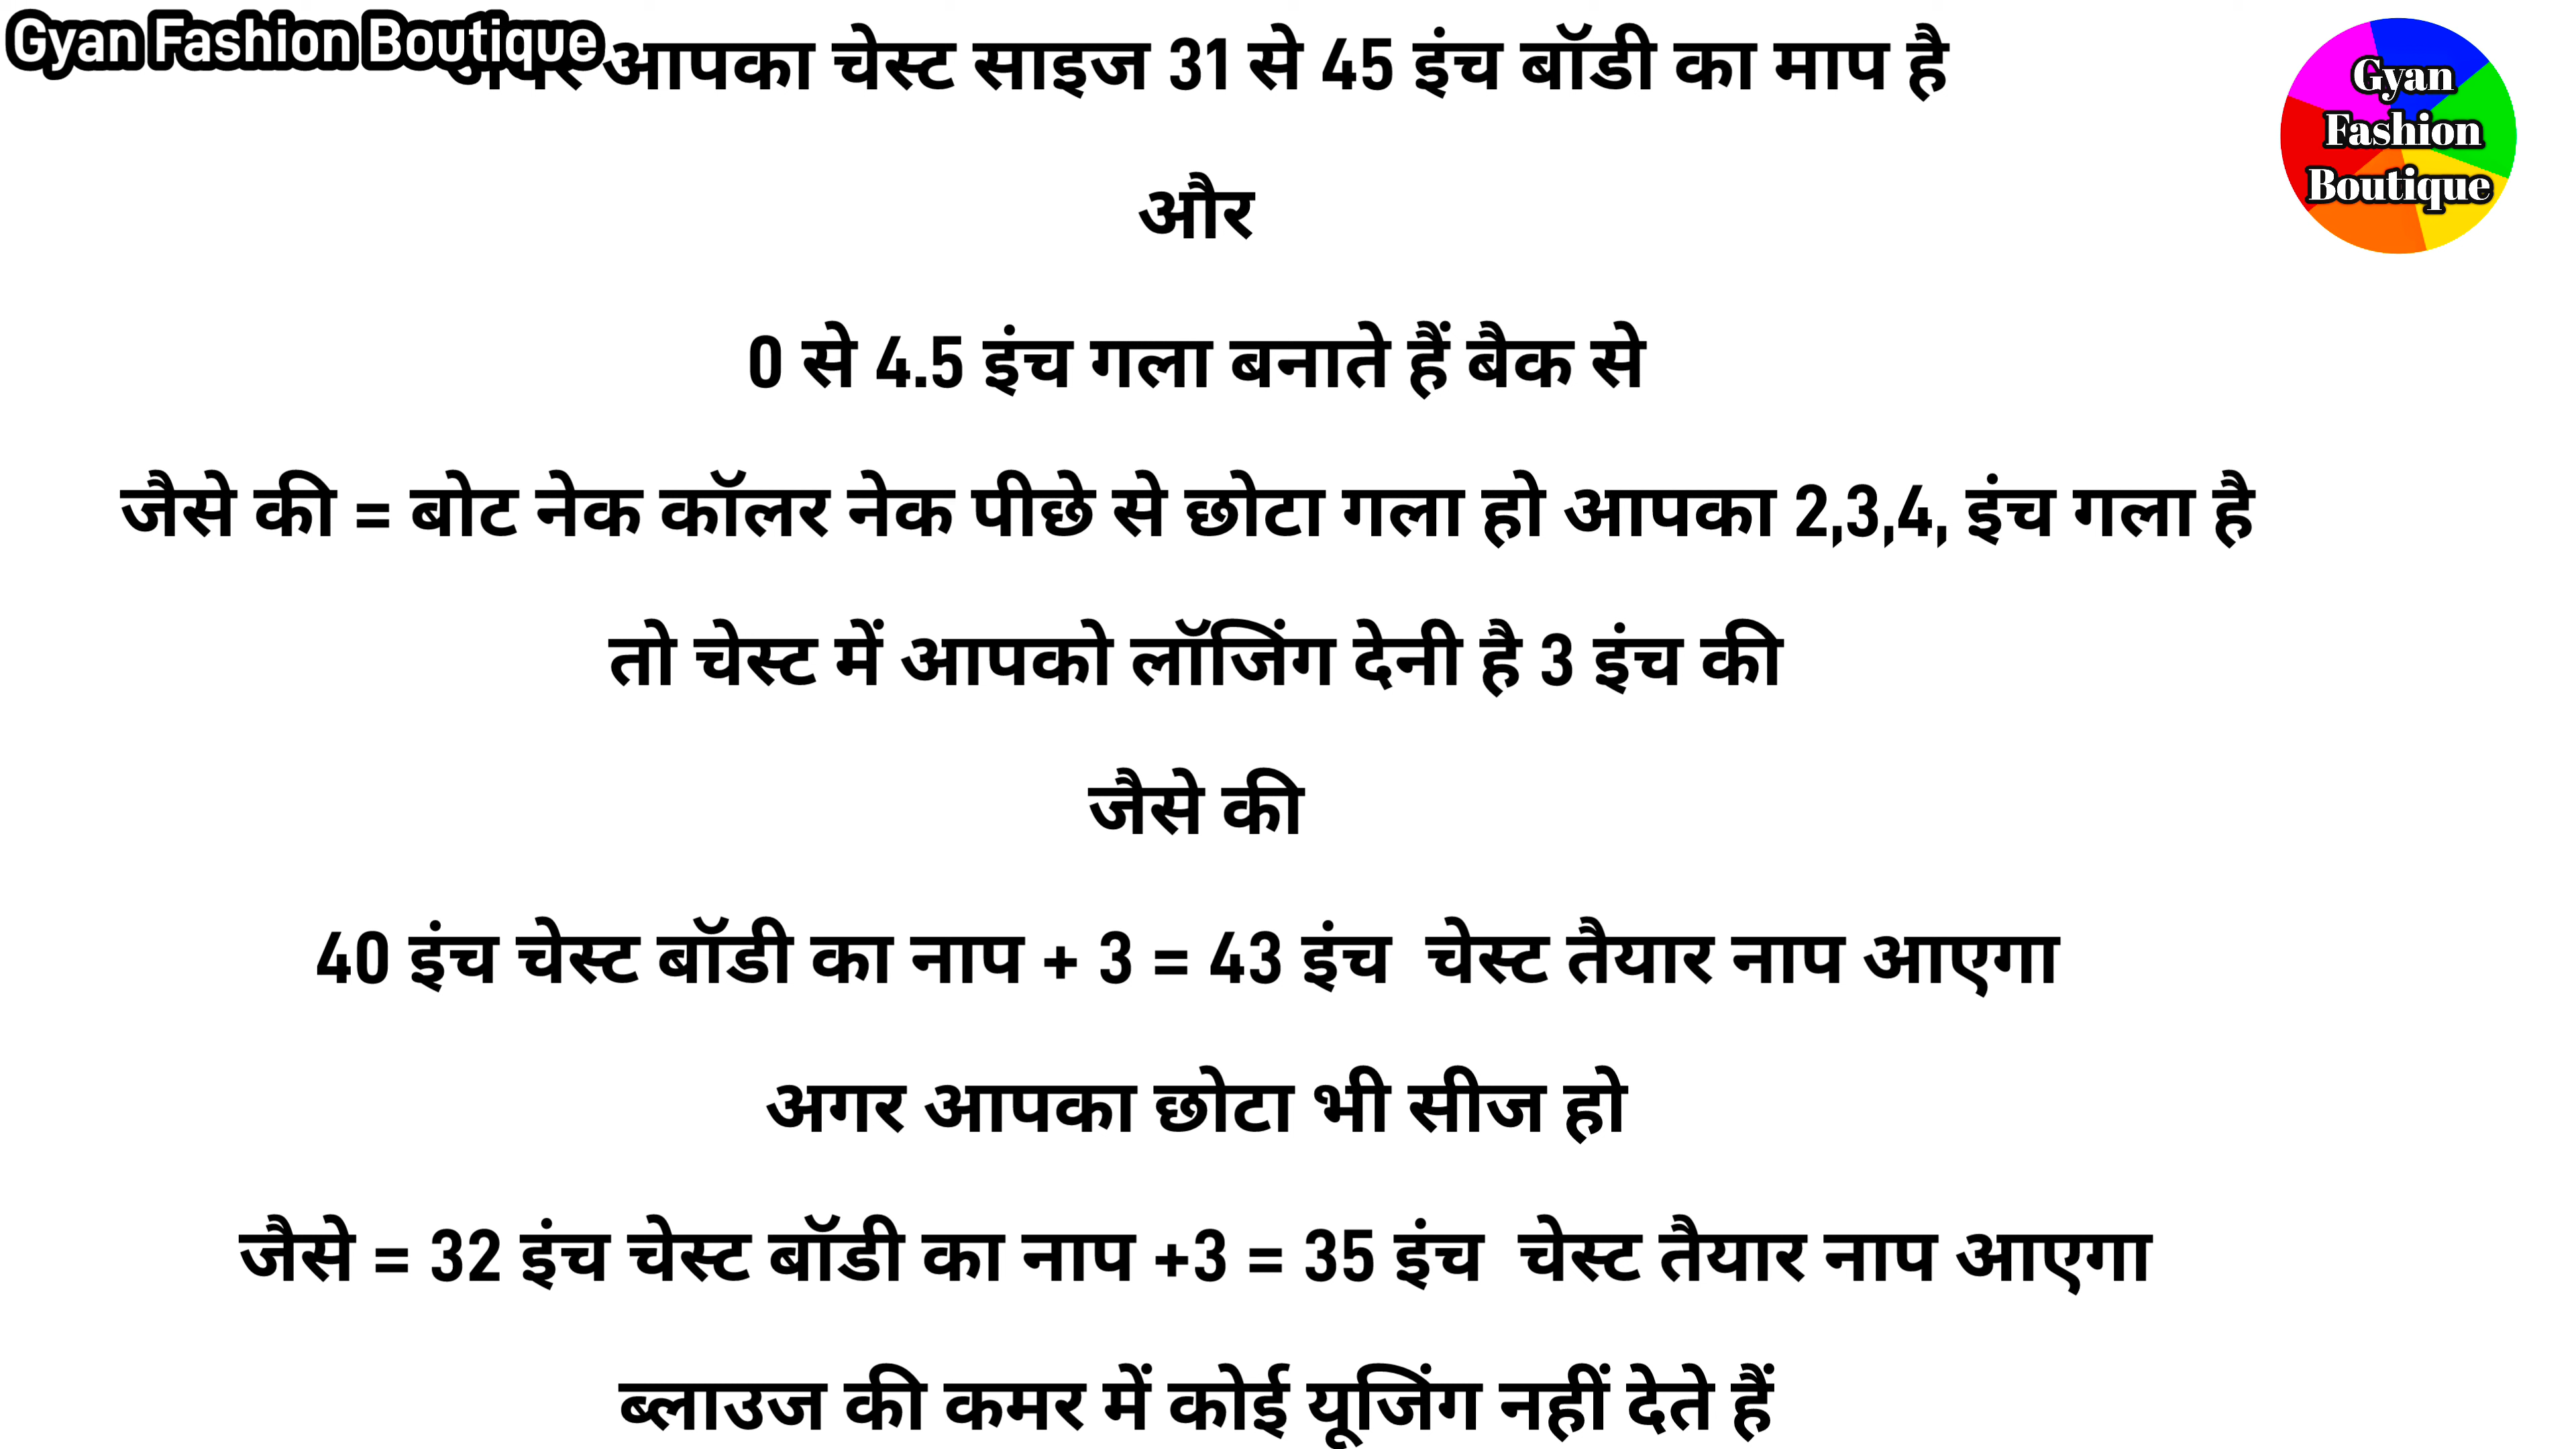 Gyan Fashion Boutique
आपका चेस्ट साइज 31 से 45 इंच बॉडी का माप है
Gyan
Fashion
Boutique
और
0 से 4.5 इंच गला बनाते हैं बैक से
जैसे की = बोट नेक कॉलर नेक पीछे से छोटा गला हो आपका 2,3,4, इंच गला है
तो चेस्ट में आपको लॉजिंग देनी है 3 इंच की
जैसे की
40 इंच चेस्ट बॉडी का नाप + 3 = 43 इंच चेस्ट तैयार नाप आएगा
अगर आपका छोटा भी सीज हो
जैसे = 32 इंच चेस्ट बॉडी का नाप +3 = 35 इंच चेस्ट तैयार नाप आएगा
ब्लाउज की कमर में कोई यूजिंग नहीं देते हैं